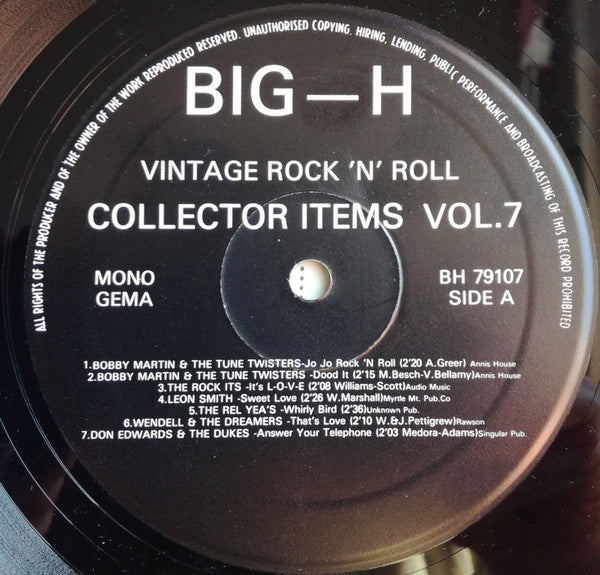 ALL RIGHTS OF THE PRODUCER AND OF THE OWNER OF THE WORK REPRODUCED RESERVED. UNAUTHORISED COPYING, HIRING, LENDING, PUBLIC PERFORMANCE AND BROADCASTING OF THIS RECORD PROHIBITED
BIG—H
VINTAGE ROCK 'N' ROLL
COLLECTOR ITEMS VOL.7
MONO
GEMA
BH 79107
SIDE A
1.BOBBY MARTIN & THE TUNE TWISTERS-Jo Jo Rock 'N Roll (2'20 A.Greer) Annis House
2.BOBBY MARTIN & THE TUNE TWISTERS -Dood It (2'15 M.Besch-V.Bellamy)Annis House
3.THE ROCK ITS -It's L-O-V-E (2'08 Williams-Scott)Audio Music
4.LEON SMITH -Sweet Love (2'26 W.Marshall)Myrtle Mt. Pub.Co
5.THE REL YEA'S -Whirly Bird (2'36)Unknown Pub.
6.WENDELL & THE DREAMERS -That's Love (2'10 W.&J.Pettigrew)Rawson
7.DON EDWARDS & THE DUKES -Answer Your Telephone (2'03 Medora-Adams)Singular Pub.